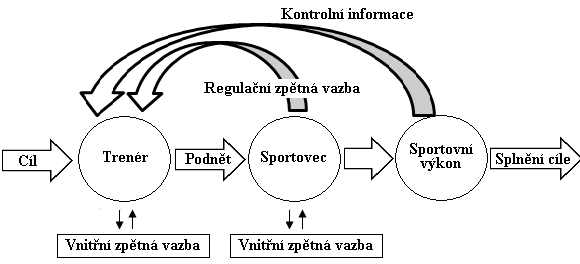 Kontrolní informace
Regulační zpětná vazba
Cíl
Trenér
Podnět
Sportovec
Sportovní
výkon
Splnění cíle
Vnitřní zpětná vazba
Vnitřní zpětná vazba